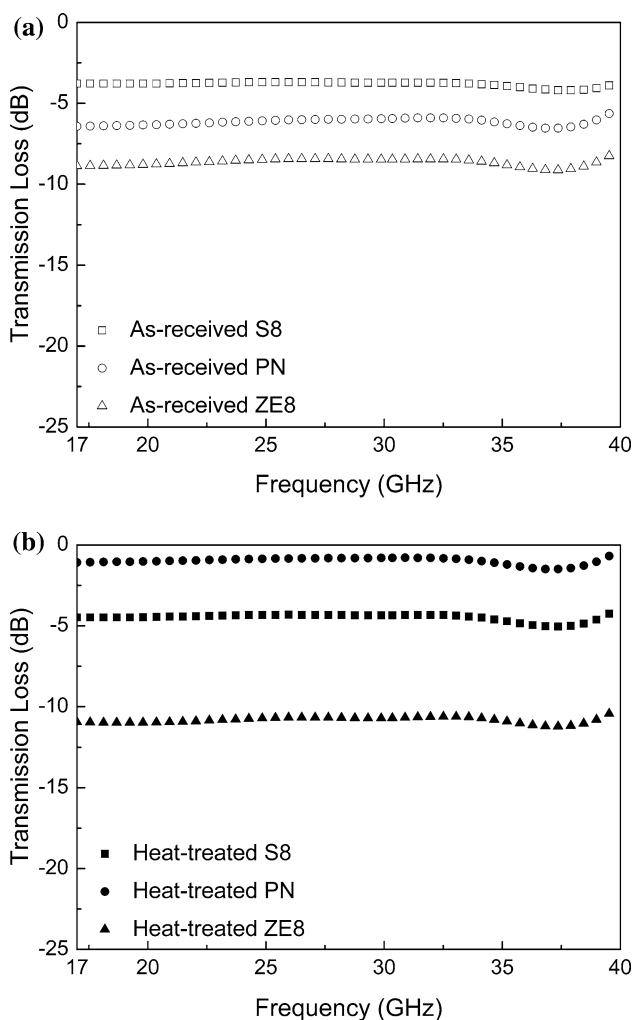 (a)
0
-5
-10
-15
-20
-25
Transmission Loss (dB)
As-received S8
As-received PN
As-received ZE8
17 20 25 30 35 40
Frequency (GHz)
(b)
0
-5
-10
-15
-20
-25
Transmission Loss (dB)
Heat-treated S8
Heat-treated PN
Heat-treated ZE8
17 20 25 30 35 40
Frequency (GHz)